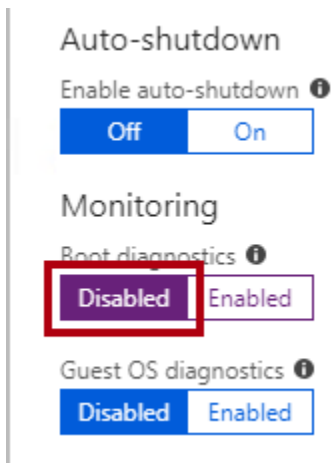 Auto-shutdown
Enable auto-shutdown
Off On
Monitoring
Boot diagnostics
Disabled Enabled
Guest OS diagnostics
Disabled Enabled